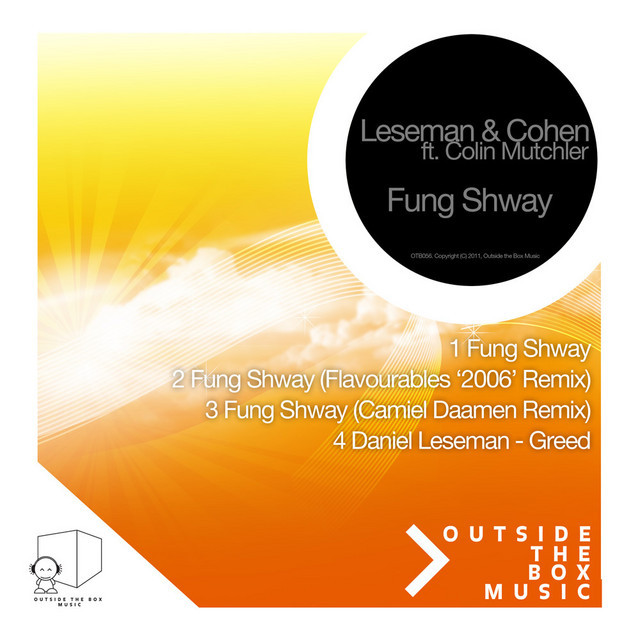 Leseman & Cohen
ft. Colin Mutchler
Fung Shway
OTB056. Copyright (C) 2011, Outside the Box Music
1 Fung Shway
2 Fung Shway (Flavourables ‘2006’ Remix)
3 Fung Shway (Camiel Daamen Remix)
4 Daniel Leseman - Greed
OUTSIDE
THE
BOX
MUSIC
OUTSIDE THE BOX
MUSIC